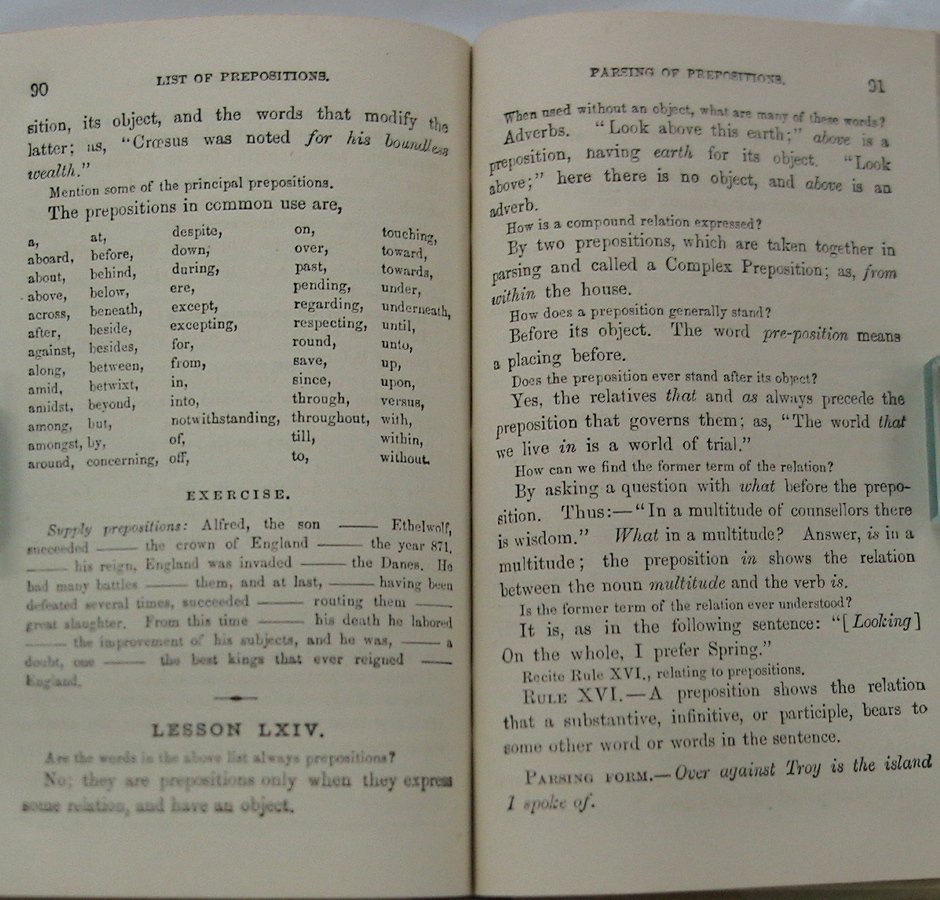 90
LIST OF PREPOSITIONS.
sition, its object, and the words that modify the
latter; as, "Crœsus was noted for his boundless
wealth."
Mention some of the principal prepositions.
The prepositions in common use are,
a, at, despite, on, touching,
aboard, before, down, over, toward,
about, behind, during, past, towards,
above, below, ere, pending, under,
across, beneath, except, regarding, underneath,
after, beside, excepting, respecting, until,
against, besides, for, round, unto,
along, between, from, save, up,
amid, betwixt, in, since, upon,
amidst, beyond, into, through, versus,
among, but, notwithstanding, throughout, with,
amongst, by, of, till, within,
around, concerning, off, to, without.
EXERCISE.
Supply prepositions: Alfred, the son —— Ethelwolf,
succeeded —— the crown of England —— the year 871.
—— his reign, England was invaded —— the Danes. He
had many battles —— them, and at last, —— having been
defeated several times, succeeded —— routing them ——
great slaughter. From this time —— his death he labored
—— the improvement of his subjects, and he was, —— a
doubt, one —— the best kings that ever reigned ——
England.
LESSON LXIV.
Are the words in the above list always prepositions?
No; they are prepositions only when they express
some relation, and have an object.
PARSING OF PREPOSITIONS.
91
When used without an object, what are many of these words?
Adverbs. "Look above this earth;" above is a
preposition, having earth for its object. "Look
above;" here there is no object, and above is an
adverb.
How is a compound relation expressed?
By two prepositions, which are taken together in
parsing and called a Complex Preposition; as, from
within the house.
How does a preposition generally stand?
Before its object. The word pre-position means
a placing before.
Does the preposition ever stand after its object?
Yes, the relatives that and as always precede the
preposition that governs them; as, "The world that
we live in is a world of trial."
How can we find the former term of the relation?
By asking a question with what before the prepo-
sition. Thus:—"In a multitude of counsellors there
is wisdom." What in a multitude? Answer, is in a
multitude; the preposition in shows the relation
between the noun multitude and the verb is.
Is the former term of the relation ever understood?
It is, as in the following sentence: "[Looking]
On the whole, I prefer Spring."
Recite Rule XVI., relating to prepositions.
RULE XVI.—A preposition shows the relation
that a substantive, infinitive, or participle, bears to
some other word or words in the sentence.
PARSING FORM.—Over against Troy is the island
I spoke of.